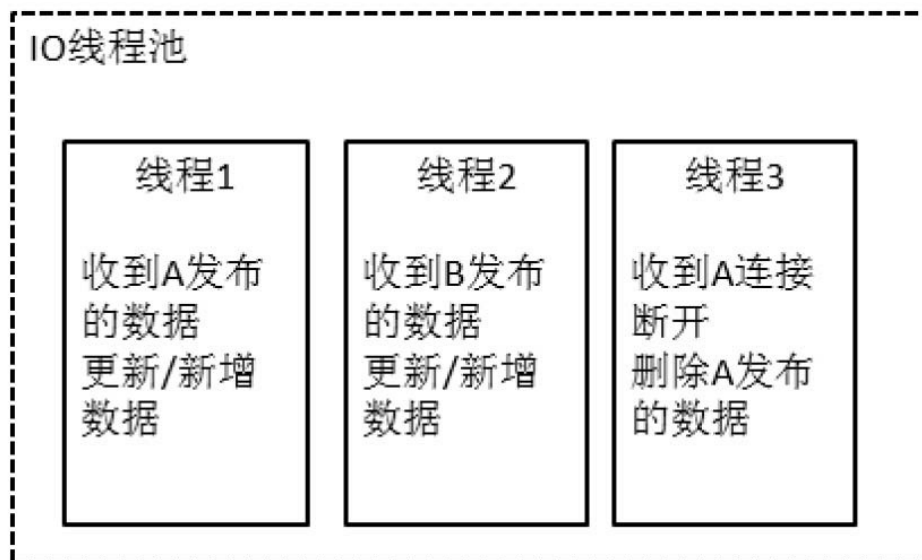 IO线程池
线程1
收到A发布
的数据
更新/新增
数据
线程2
收到B发布
的数据
更新/新增
数据
线程3
收到A连接
断开
删除A发布
的数据